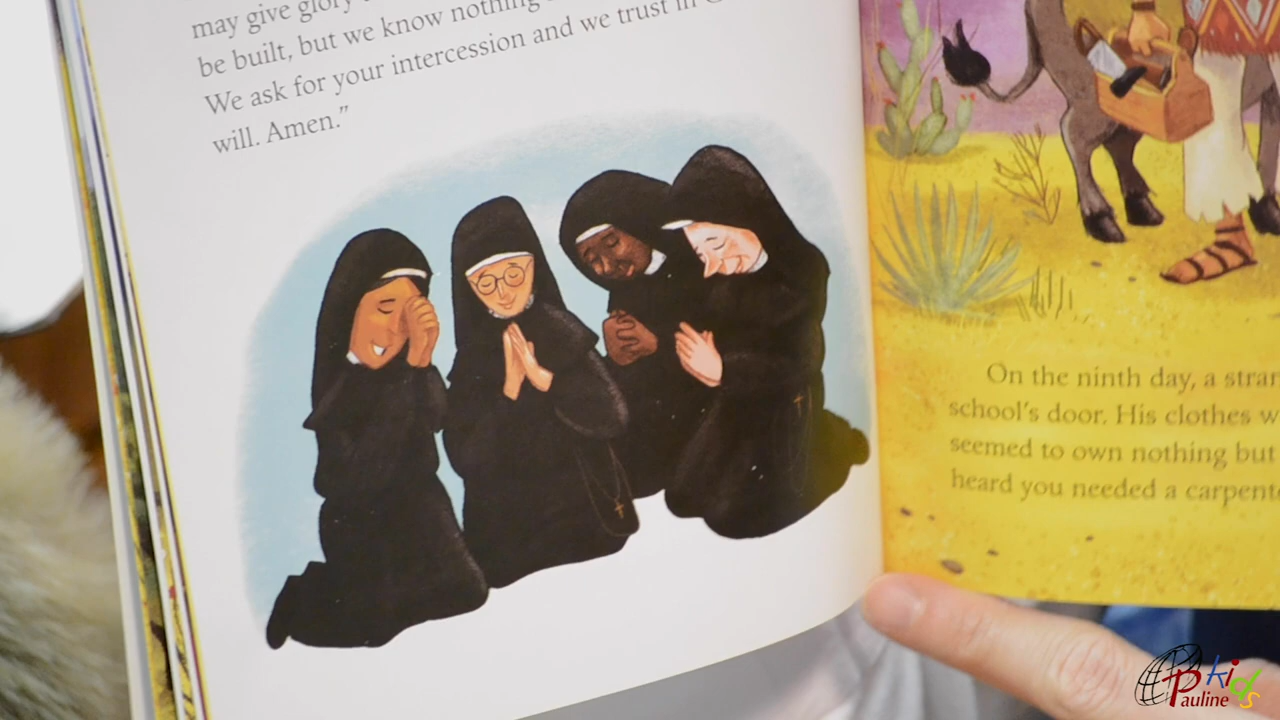 may give glory
be built, but we know nothing
We ask for your intercession and we trust in
will. Amen."
On the ninth day, a stran
school's door. His clothes w
seemed to own nothing but
heard you needed a carpente
Pauline
kids